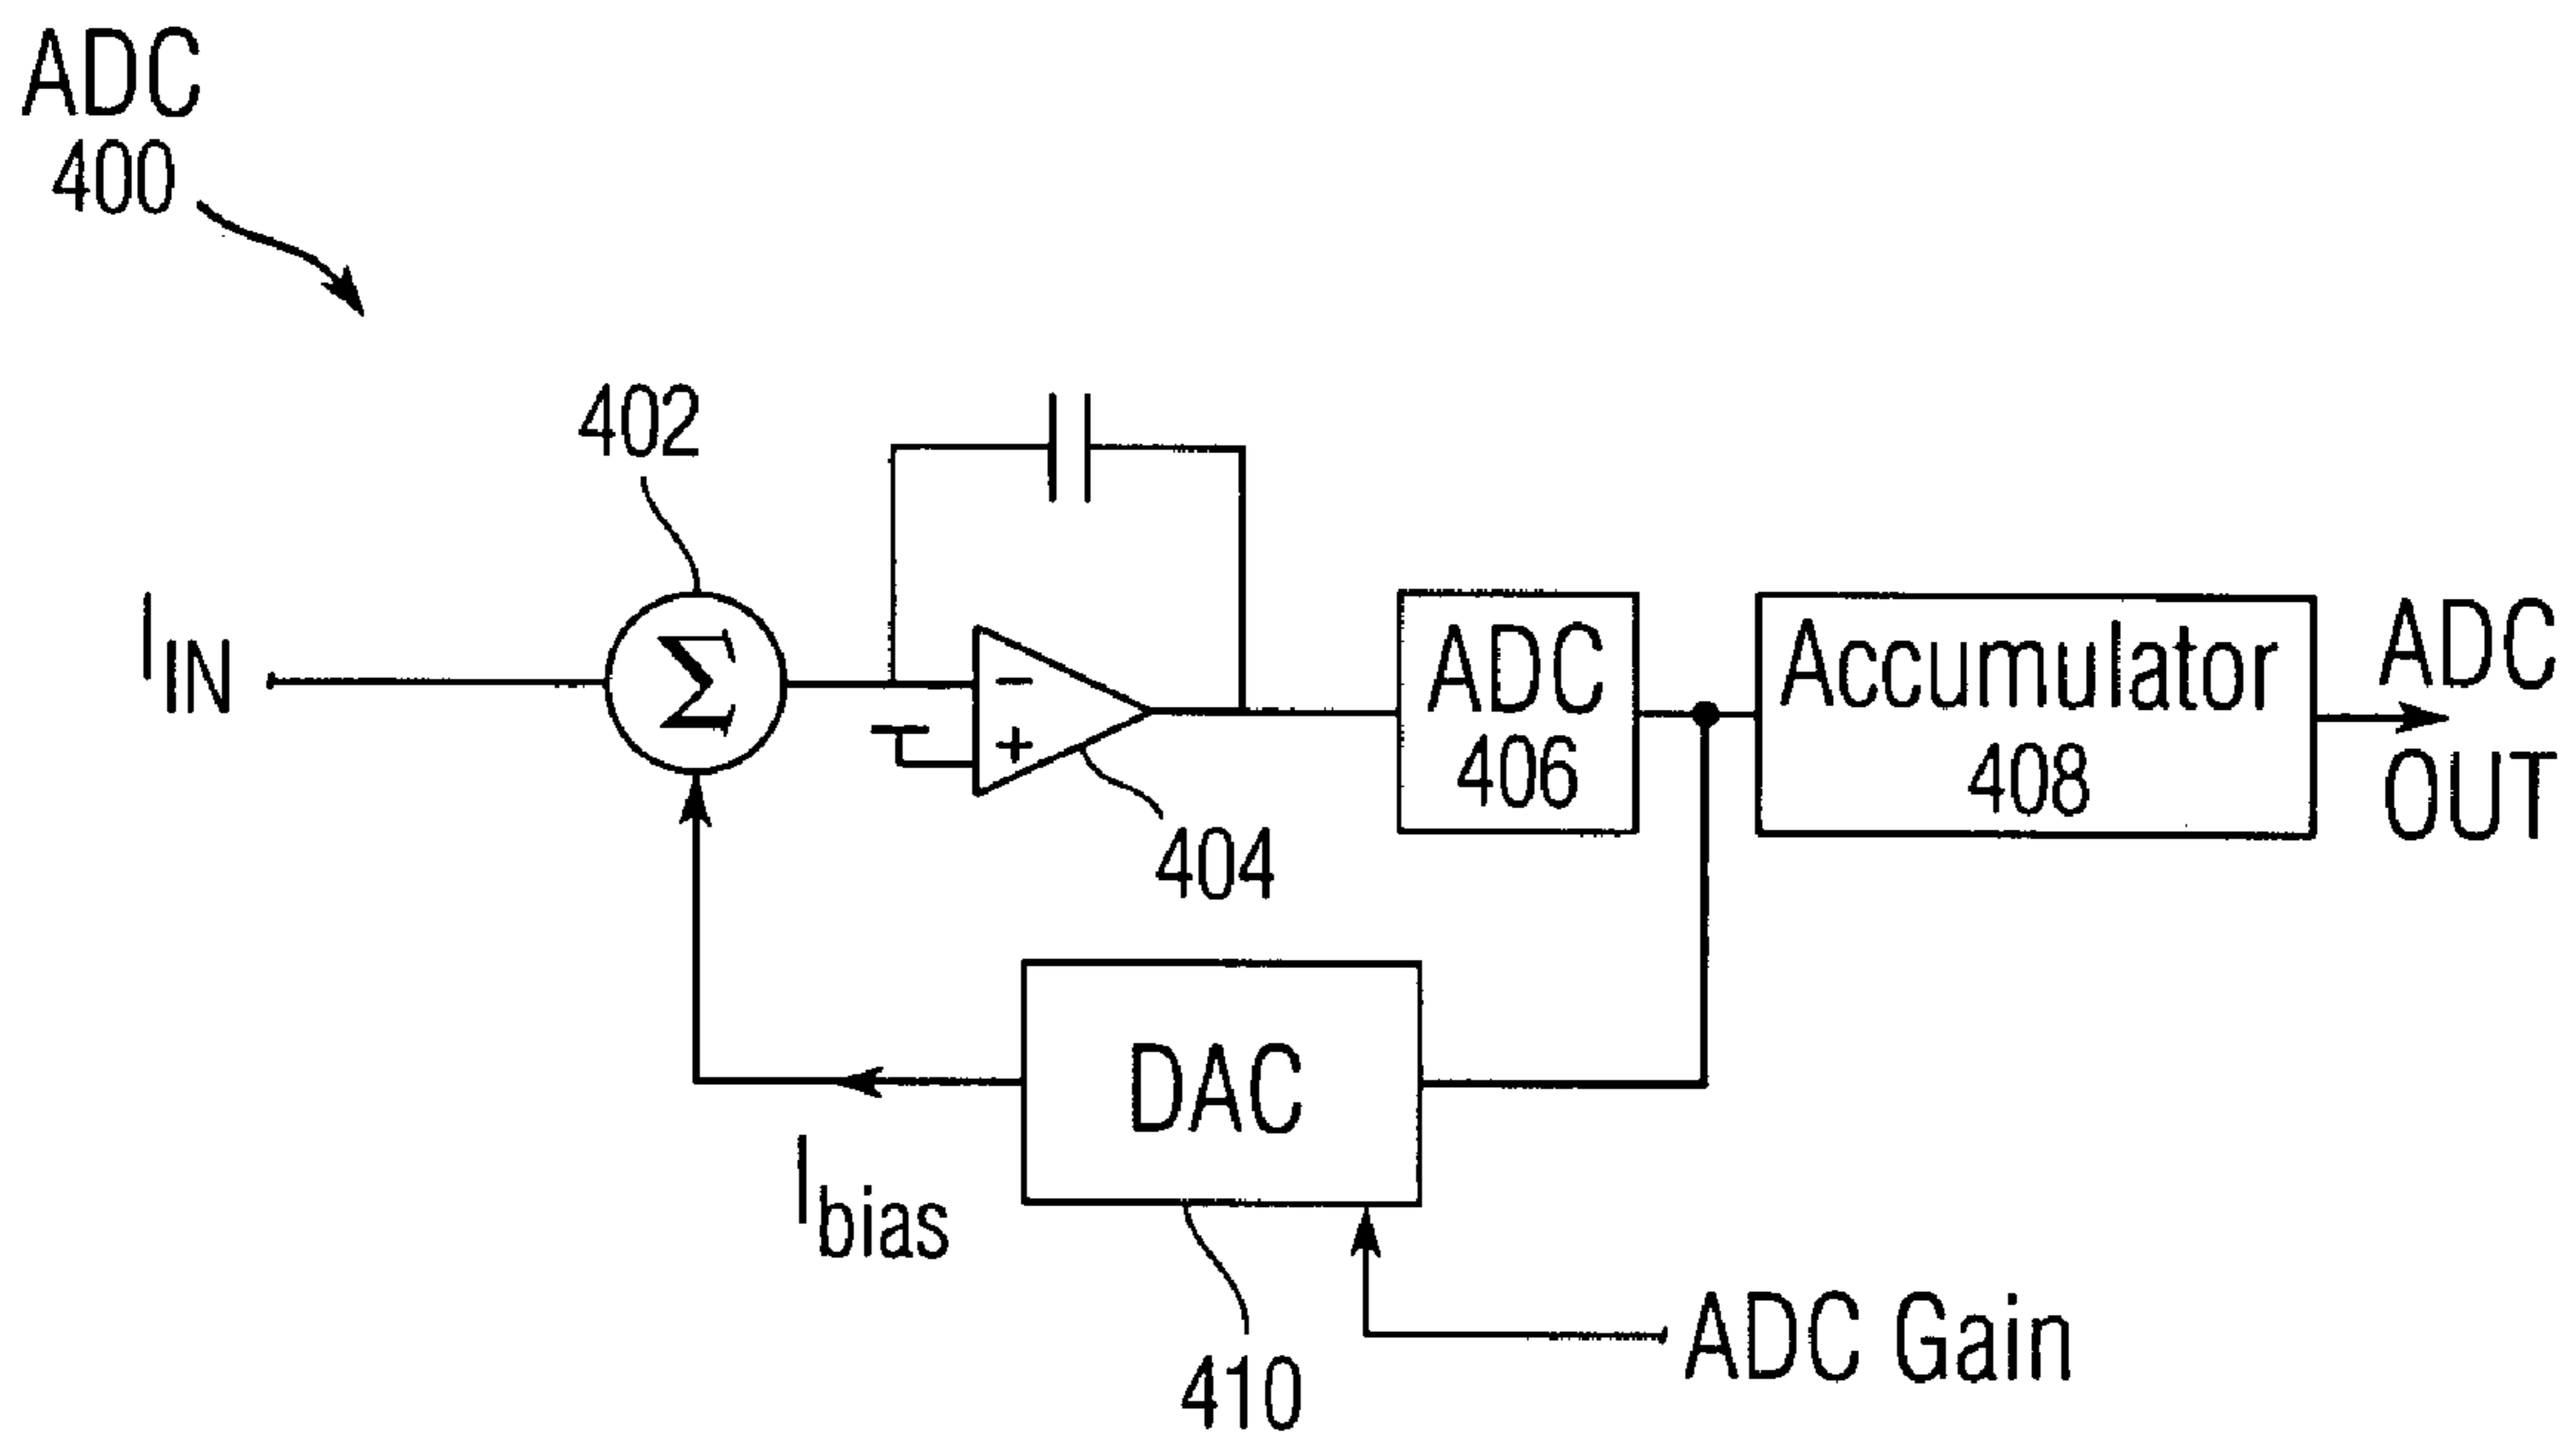 ADC
400
402
I_IN
Σ
−
+
404
ADC
406
Accumulator
408
ADC
OUT
DAC
I_bias
410
ADC Gain